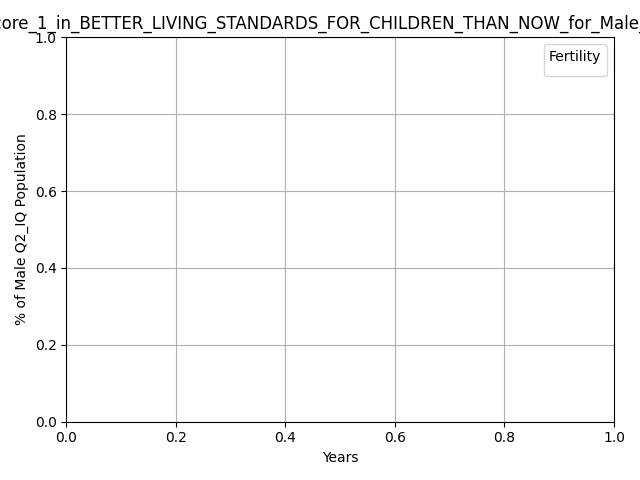 core_1_in_BETTER_LIVING_STANDARDS_FOR_CHILDREN_THAN_NOW_for_Male_
Fertility
1.0
0.8
0.6
0.4
0.2
0.0
% of Male Q2_IQ Population
0.0 0.2 0.4 0.6 0.8 1.0
Years